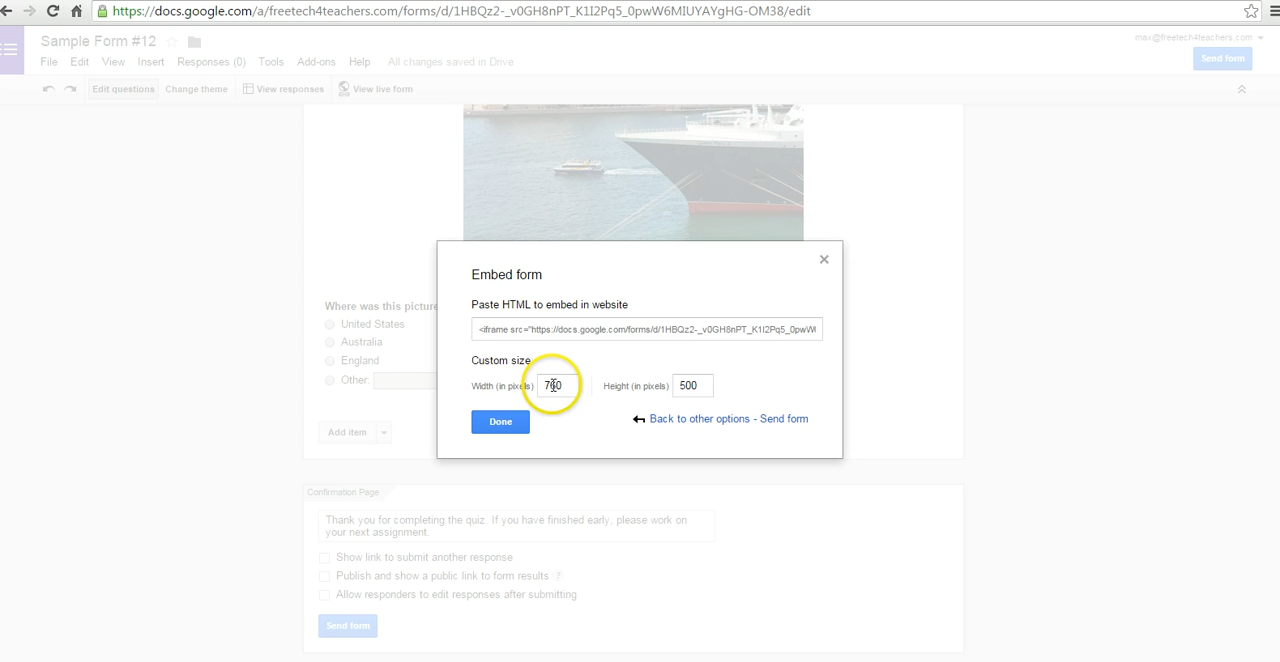 https://docs.google.com/a/freetech4teachers.com/forms/d/1HBQz2-_v0GH8nPT_K1I2Pq5_0pwW6MIUYAYgHG-OM38/edit
Sample Form #12
max@freetech4teachers.com
File Edit View Insert Responses (0) Tools Add-ons Help All changes saved in Drive
Send form
Edit questions Change theme View responses View live form
Embed form
Paste HTML to embed in website
<iframe src="https://docs.google.com/forms/d/1HBQz2-_v0GH8nPT_K1I2Pq5_0pwW
Custom size
Width (in pixels) 760 Height (in pixels) 500
Done Back to other options - Send form
Where was this picture
United States
Australia
England
Other:
Add item
Confirmation Page
Thank you for completing the quiz. If you have finished early, please work on
your next assignment.
Show link to submit another response
Publish and show a public link to form results ?
Allow responders to edit responses after submitting
Send form